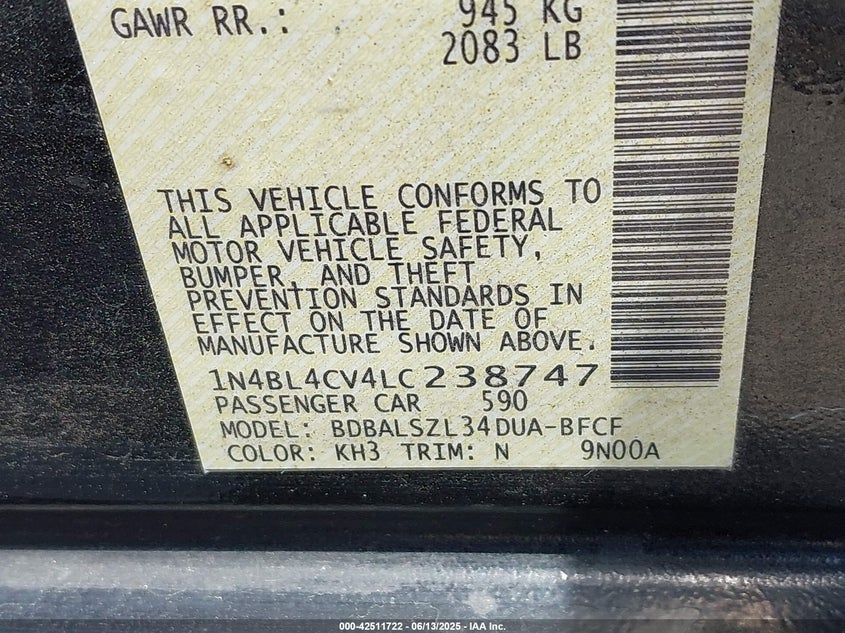 GAWR RR.: 945 KG
2083 LB
THIS VEHICLE CONFORMS TO
ALL APPLICABLE FEDERAL
MOTOR VEHICLE SAFETY,
BUMPER, AND THEFT
PREVENTION STANDARDS IN
EFFECT ON THE DATE OF
MANUFACTURE SHOWN ABOVE.
1N4BL4CV4LC238747
PASSENGER CAR 590
MODEL: BDBALSZL34DUA-BFCF
COLOR: KH3 TRIM: N 9N00A
000-42511722 - 06/13/2025 - IAA Inc.